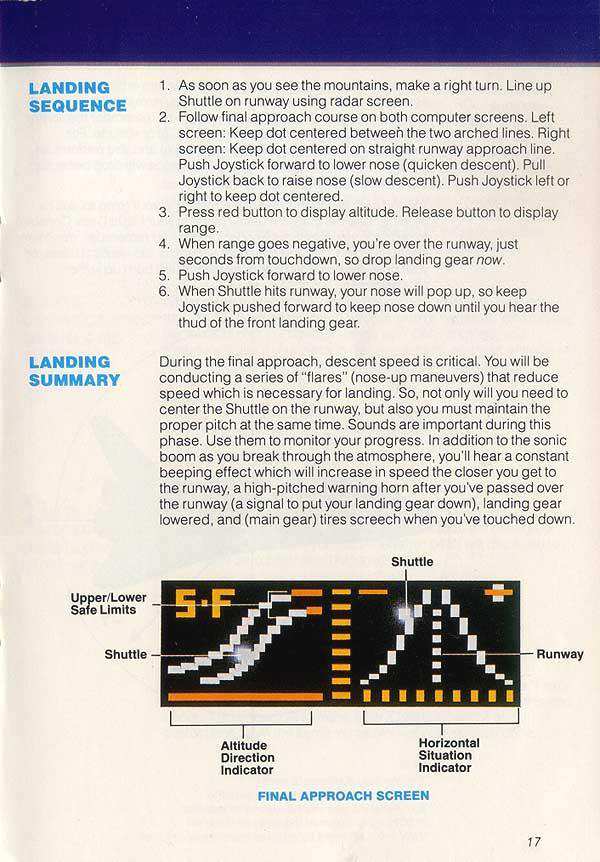 LANDING
SEQUENCE
1. As soon as you see the mountains, make a right turn. Line up
Shuttle on runway using radar screen.
2. Follow final approach course on both computer screens. Left
screen: Keep dot centered between the two arched lines. Right
screen: Keep dot centered on straight runway approach line.
Push Joystick forward to lower nose (quicken descent). Pull
Joystick back to raise nose (slow descent). Push Joystick left or
right to keep dot centered.
3. Press red button to display altitude. Release button to display
range.
4. When range goes negative, you're over the runway, just
seconds from touchdown, so drop landing gear now.
5. Push Joystick forward to lower nose.
6. When Shuttle hits runway, your nose will pop up, so keep
Joystick pushed forward to keep nose down until you hear the
thud of the front landing gear.
LANDING
SUMMARY
During the final approach, descent speed is critical. You will be
conducting a series of "flares" (nose-up maneuvers) that reduce
speed which is necessary for landing. So, not only will you need to
center the Shuttle on the runway, but also you must maintain the
proper pitch at the same time. Sounds are important during this
phase. Use them to monitor your progress. In addition to the sonic
boom as you break through the atmosphere, you'll hear a constant
beeping effect which will increase in speed the closer you get to
the runway, a high-pitched warning horn after you've passed over
the runway (a signal to put your landing gear down), landing gear
lowered, and (main gear) tires screech when you've touched down.
Shuttle
Upper/Lower
Safe Limits
S·F
Shuttle
Runway
Altitude
Direction
Indicator
Horizontal
Situation
Indicator
FINAL APPROACH SCREEN
17